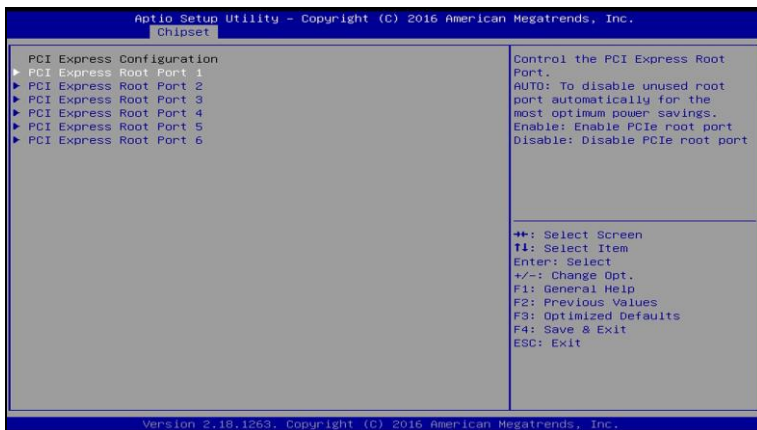 Aptio Setup Utility – Copyright (C) 2016 American Megatrends, Inc.
Chipset
PCI Express Configuration
► PCI Express Root Port 1
► PCI Express Root Port 2
► PCI Express Root Port 3
► PCI Express Root Port 4
► PCI Express Root Port 5
► PCI Express Root Port 6
Control the PCI Express Root
Port.
AUTO: To disable unused root
port automatically for the
most optimum power savings.
Enable: Enable PCIe root port
Disable: Disable PCIe root port
→←: Select Screen
↑↓: Select Item
Enter: Select
+/-: Change Opt.
F1: General Help
F2: Previous Values
F3: Optimized Defaults
F4: Save & Exit
ESC: Exit
Version 2.18.1263. Copyright (C) 2016 American Megatrends, Inc.